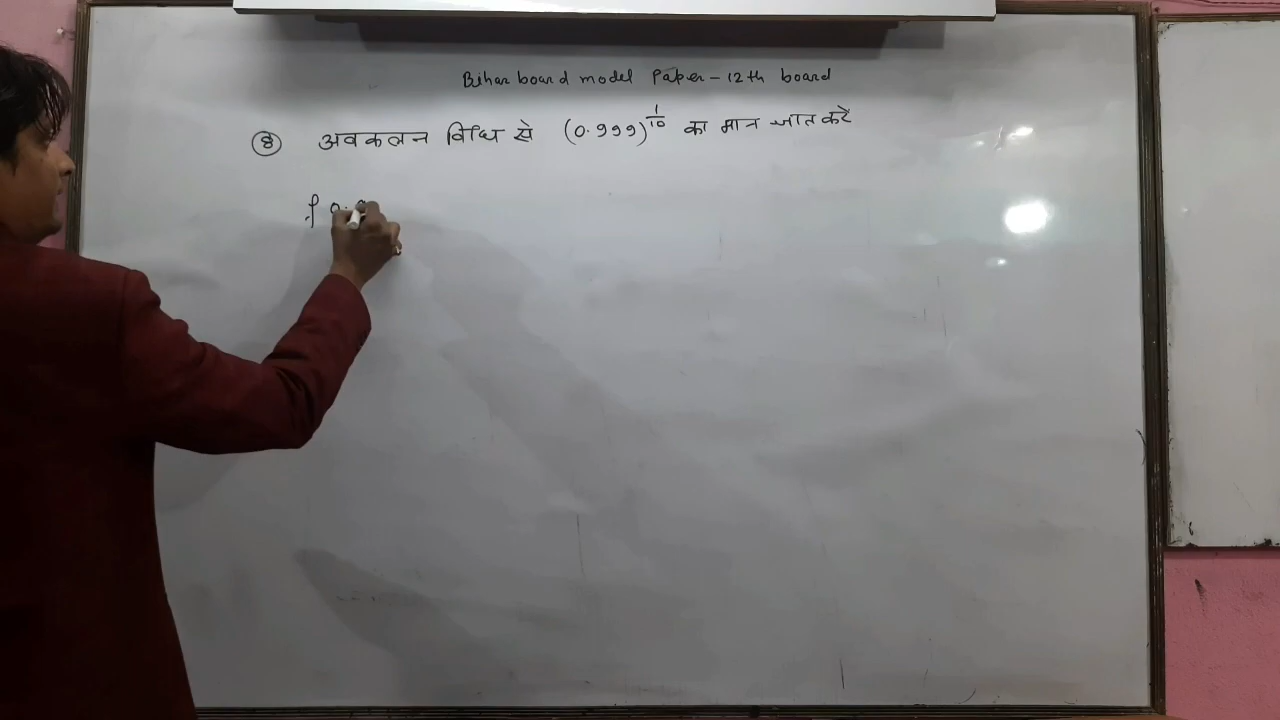 Bihar board model Paper - 12th board
⑧ अवकलन विधि से (0.999)^{1/10} का मान ज्ञात करें